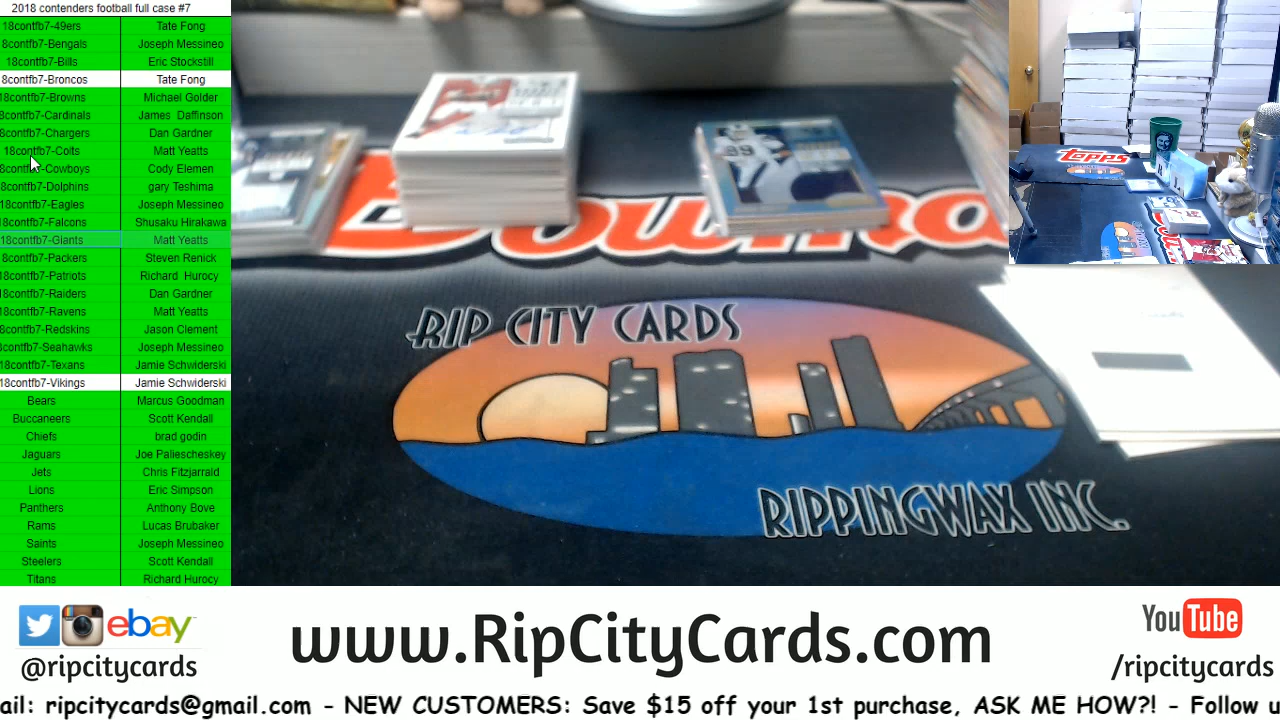 2018 contenders football full case #7
18contfb7-49ers Tate Fong
8contfb7-Bengals Joseph Messineo
18contfb7-Bills Eric Stockstill
8contfb7-Broncos Tate Fong
18contfb7-Browns Michael Golder
8contfb7-Cardinals James Daffinson
8contfb7-Chargers Dan Gardner
18contfb7-Colts Matt Yeatts
8contfb7-Cowboys Cody Elemen
8contfb7-Dolphins gary Teshima
18contfb7-Eagles Joseph Messineo
18contfb7-Falcons Shusaku Hirakawa
18contfb7-Giants Matt Yeatts
8contfb7-Packers Steven Renick
18contfb7-Patriots Richard Hurocy
18contfb7-Raiders Dan Gardner
18contfb7-Ravens Matt Yeatts
8contfb7-Redskins Jason Clement
8contfb7-Seahawks Joseph Messineo
18contfb7-Texans Jamie Schwiderski
18contfb7-Vikings Jamie Schwiderski
Bears Marcus Goodman
Buccaneers Scott Kendall
Chiefs brad godin
Jaguars Joe Paliescheskey
Jets Chris Fitzjarrald
Lions Eric Simpson
Panthers Anthony Bove
Rams Lucas Brubaker
Saints Joseph Messineo
Steelers Scott Kendall
Titans Richard Hurocy
99
Bowma
topps
RIP CITY CARDS
RIPPINGWAX INC.
ebay
@ripcitycards
www.RipCityCards.com
YouTube
/ripcitycards
ail: ripcitycards@gmail.com - NEW CUSTOMERS: Save $15 off your 1st purchase, ASK ME HOW?! - Follow u